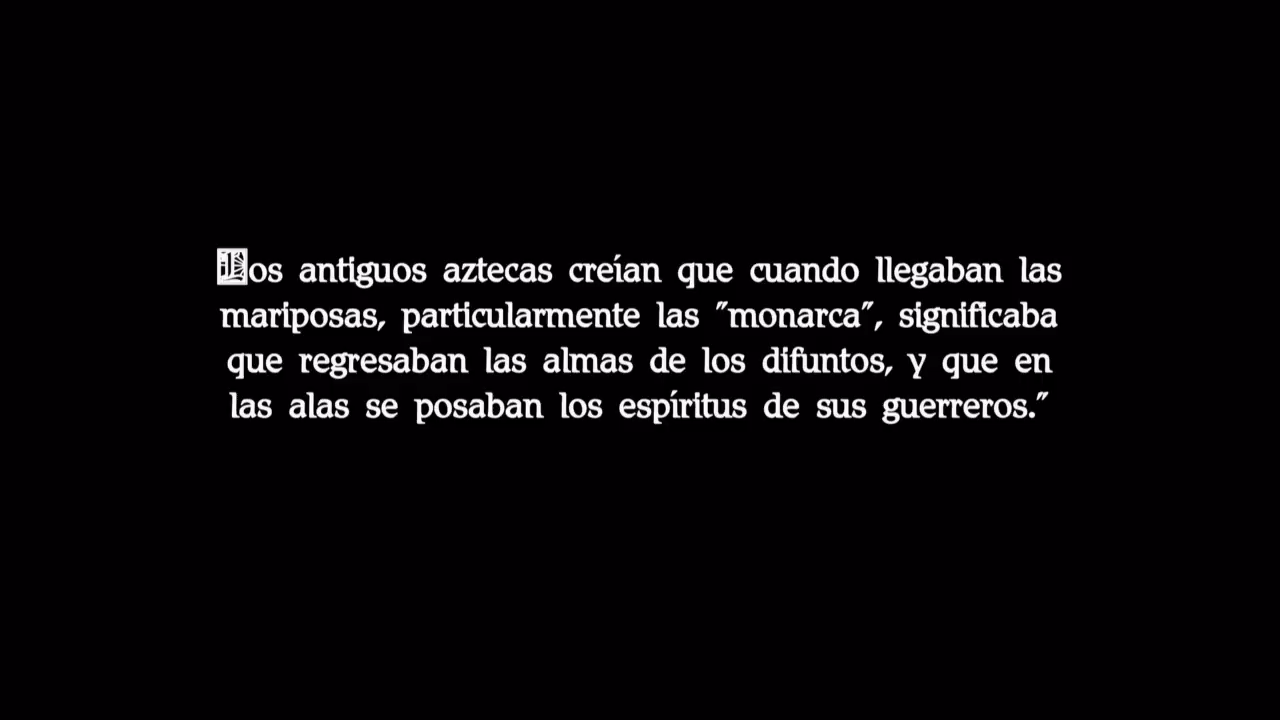 Los antiguos aztecas creían que cuando llegaban las
mariposas, particularmente las "monarca", significaba
que regresaban las almas de los difuntos, y que en
las alas se posaban los espíritus de sus guerreros."